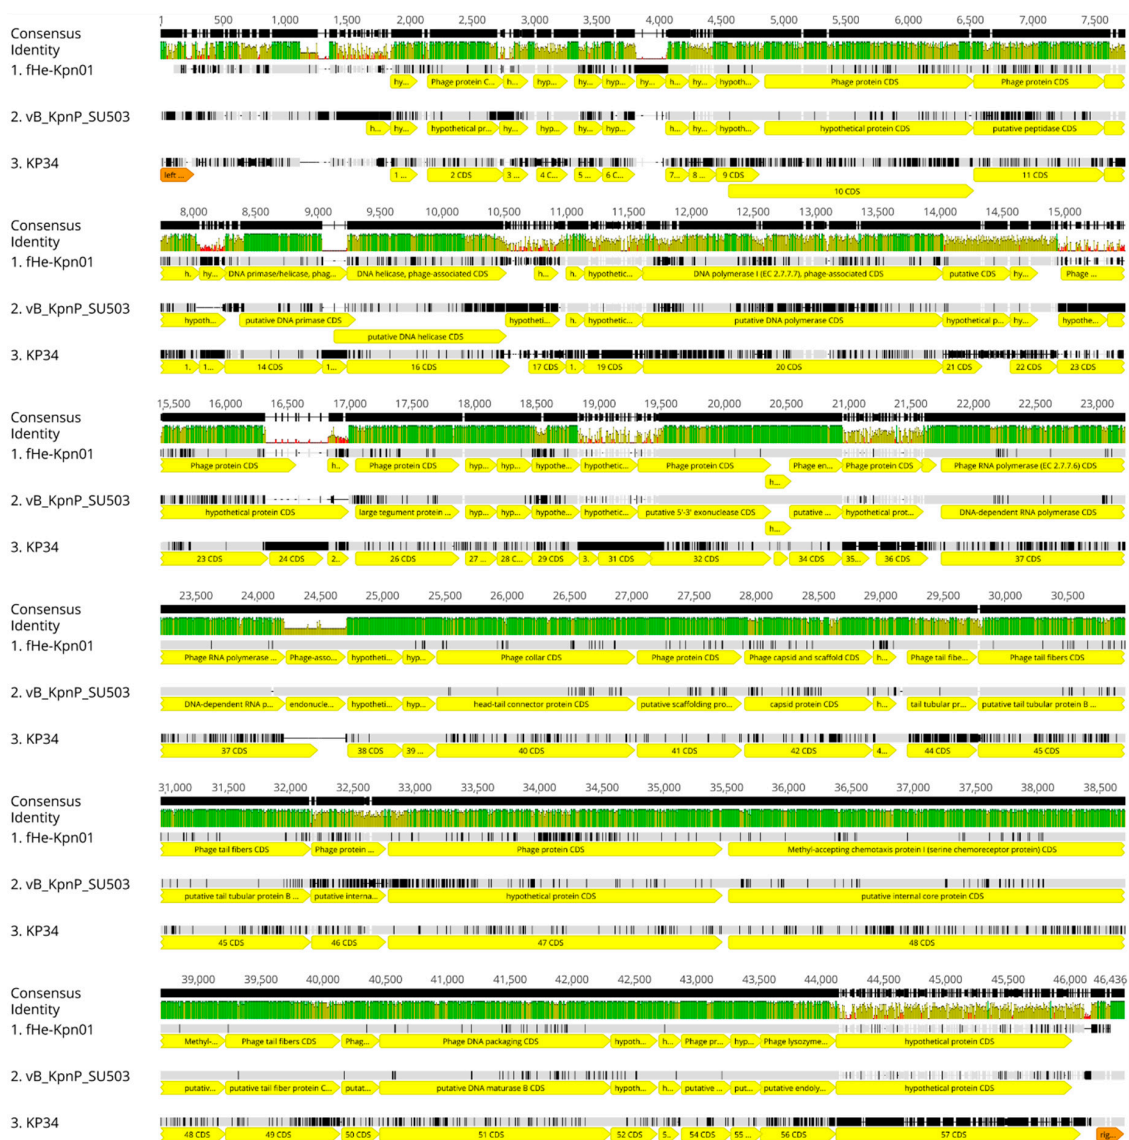 0 500 1,000 1,500 2,000 2,500 3,000 3,500 4,000 4,500 5,000 5,500 6,000 6,500 7,000 7,500
Consensus
Identity
1. fHe-Kpn01
hy... Phage protein C... h... hyp... hy... hyp... hy... h... hy... hypoth... Phage protein CDS Phage protein CDS
2. vB_KpnP_SU503
h... hy... hypothetical pr... hy... hyp... hy... hyp... h... hy... hypoth... hypothetical protein CDS putative peptidase CDS
3. KP34
left ... 1 ... 2 CDS 3 ... 4 C... 5 ... 6 C... 7... 8 ... 9 CDS 11 CDS
10 CDS
8,000 8,500 9,000 9,500 10,000 10,500 11,000 11,500 12,000 12,500 13,000 13,500 14,000 14,500 15,000
Consensus
Identity
1. fHe-Kpn01
h. hy... DNA primase/helicase, phag... DNA helicase, phage-associated CDS h... h. hypothetic... DNA polymerase I (EC 2.7.7.7), phage-associated CDS putative CDS hy... Phage ...
2. vB_KpnP_SU503
hypoth... putative DNA primase CDS hypotheti... h. hypothetic... putative DNA polymerase CDS hypothetical p... hy... hypothe...
putative DNA helicase CDS
3. KP34
1. 1... 14 CDS 1... 16 CDS 17 CDS 1. 19 CDS 20 CDS 21 CDS 22 CDS 23 CDS
15,500 16,000 16,500 17,000 17,500 18,000 18,500 19,000 19,500 20,000 20,500 21,000 21,500 22,000 22,500 23,000
Consensus
Identity
1. fHe-Kpn01
Phage protein CDS h.. Phage protein CDS hyp... hyp... hypothe... hypothetic... Phage protein CDS Phage en... Phage protein CDS Phage RNA polymerase (EC 2.7.7.6) CDS
h...
2. vB_KpnP_SU503
hypothetical protein CDS large tegument protein ... hyp... hyp... hypothe... hypothetic... putative 5'-3' exonuclease CDS putative ... hypothetical prot... DNA-dependent RNA polymerase CDS
h...
3. KP34
23 CDS 24 CDS 2.. 26 CDS 27 ... 28 C... 29 CDS 3. 31 CDS 32 CDS 34 CDS 35... 36 CDS 37 CDS
23,500 24,000 24,500 25,000 25,500 26,000 26,500 27,000 27,500 28,000 28,500 29,000 29,500 30,000 30,500
Consensus
Identity
1. fHe-Kpn01
Phage RNA polymerase ... Phage-asso... hypotheti... hyp... Phage collar CDS Phage protein CDS Phage capsid and scaffold CDS h... Phage tail fibe... Phage tail fibers CDS
2. vB_KpnP_SU503
DNA-dependent RNA p... endonucle... hypotheti... hyp... head-tail connector protein CDS putative scaffolding pro... capsid protein CDS h... tail tubular pr... putative tail tubular protein B ...
3. KP34
37 CDS 38 CDS 39 ... 40 CDS 41 CDS 42 CDS 4... 44 CDS 45 CDS
31,000 31,500 32,000 32,500 33,000 33,500 34,000 34,500 35,000 35,500 36,000 36,500 37,000 37,500 38,000 38,500
Consensus
Identity
1. fHe-Kpn01
Phage tail fibers CDS Phage protein ... Phage protein CDS Methyl-accepting chemotaxis protein I (serine chemoreceptor protein) CDS
2. vB_KpnP_SU503
putative tail tubular protein B ... putative interna... hypothetical protein CDS putative internal core protein CDS
3. KP34
45 CDS 46 CDS 47 CDS 48 CDS
39,000 39,500 40,000 40,500 41,000 41,500 42,000 42,500 43,000 43,500 44,000 44,500 45,000 45,500 46,000 46,436
Consensus
Identity
1. fHe-Kpn01
Methyl-... Phage tail fibers CDS Phag... Phage DNA packaging CDS hypoth... h... Phage pr... hyp... Phage lysozyme... hypothetical protein CDS
2. vB_KpnP_SU503
putativ... putative tail fiber protein C... putat... putative DNA maturase B CDS hypoth... h... putative ... put... putative endoly... hypothetical protein CDS
3. KP34
48 CDS 49 CDS 50 CDS 51 CDS 52 CDS 5.. 54 CDS 55 ... 56 CDS 57 CDS rig...